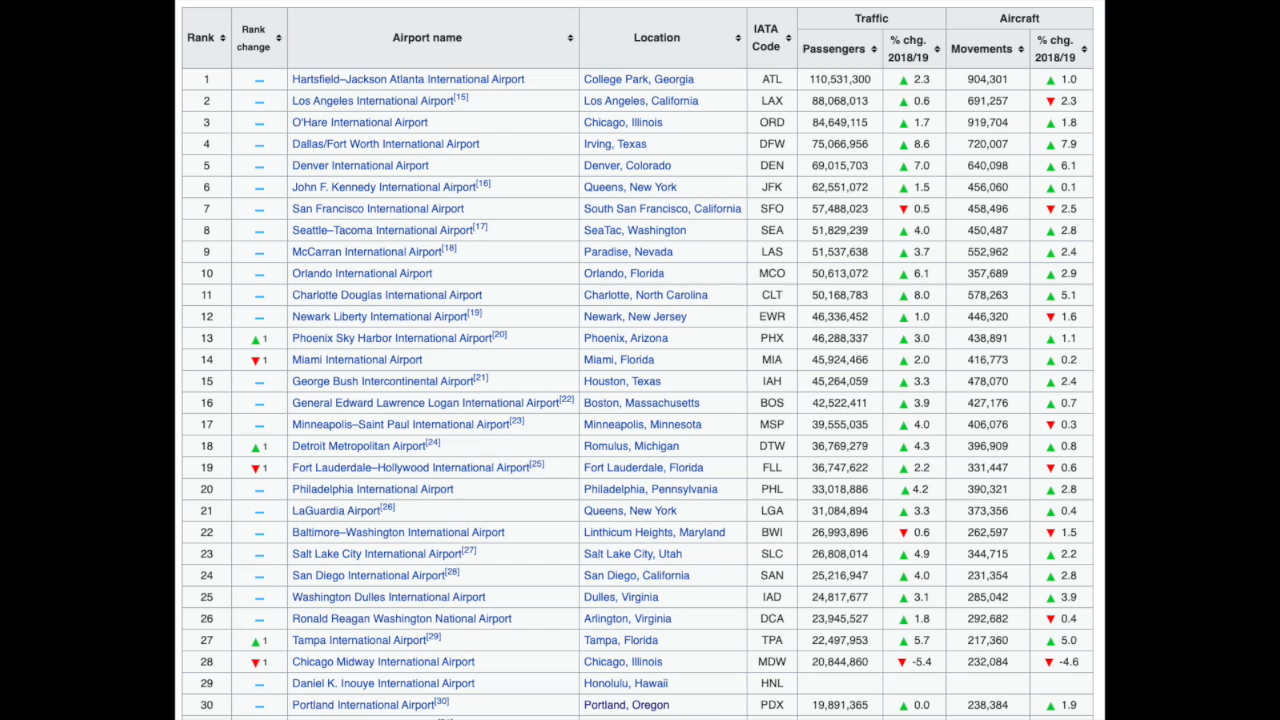 Rank Rank change Airport name Location IATA Code Traffic Aircraft
Passengers % chg. 2018/19 Movements % chg. 2018/19
1 – Hartsfield–Jackson Atlanta International Airport College Park, Georgia ATL 110,531,300 ▲ 2.3 904,301 ▲ 1.0
2 – Los Angeles International Airport[15] Los Angeles, California LAX 88,068,013 ▲ 0.6 691,257 ▼ 2.3
3 – O'Hare International Airport Chicago, Illinois ORD 84,649,115 ▲ 1.7 919,704 ▲ 1.8
4 – Dallas/Fort Worth International Airport Irving, Texas DFW 75,066,956 ▲ 8.6 720,007 ▲ 7.9
5 – Denver International Airport Denver, Colorado DEN 69,015,703 ▲ 7.0 640,098 ▲ 6.1
6 – John F. Kennedy International Airport[16] Queens, New York JFK 62,551,072 ▲ 1.5 456,060 ▲ 0.1
7 – San Francisco International Airport South San Francisco, California SFO 57,488,023 ▼ 0.5 458,496 ▼ 2.5
8 – Seattle–Tacoma International Airport[17] SeaTac, Washington SEA 51,829,239 ▲ 4.0 450,487 ▲ 2.8
9 – McCarran International Airport[18] Paradise, Nevada LAS 51,537,638 ▲ 3.7 552,962 ▲ 2.4
10 – Orlando International Airport Orlando, Florida MCO 50,613,072 ▲ 6.1 357,689 ▲ 2.9
11 – Charlotte Douglas International Airport Charlotte, North Carolina CLT 50,168,783 ▲ 8.0 578,263 ▲ 5.1
12 – Newark Liberty International Airport[19] Newark, New Jersey EWR 46,336,452 ▲ 1.0 446,320 ▼ 1.6
13 ▲ 1 Phoenix Sky Harbor International Airport[20] Phoenix, Arizona PHX 46,288,337 ▲ 3.0 438,891 ▲ 1.1
14 ▼ 1 Miami International Airport Miami, Florida MIA 45,924,466 ▲ 2.0 416,773 ▲ 0.2
15 – George Bush Intercontinental Airport[21] Houston, Texas IAH 45,264,059 ▲ 3.3 478,070 ▲ 2.4
16 – General Edward Lawrence Logan International Airport[22] Boston, Massachusetts BOS 42,522,411 ▲ 3.9 427,176 ▲ 0.7
17 – Minneapolis–Saint Paul International Airport[23] Minneapolis, Minnesota MSP 39,555,035 ▲ 4.0 406,076 ▼ 0.3
18 ▲ 1 Detroit Metropolitan Airport[24] Romulus, Michigan DTW 36,769,279 ▲ 4.3 396,909 ▲ 0.8
19 ▼ 1 Fort Lauderdale–Hollywood International Airport[25] Fort Lauderdale, Florida FLL 36,747,622 ▲ 2.2 331,447 ▼ 0.6
20 – Philadelphia International Airport Philadelphia, Pennsylvania PHL 33,018,886 ▲ 4.2 390,321 ▲ 2.8
21 – LaGuardia Airport[26] Queens, New York LGA 31,084,894 ▲ 3.3 373,356 ▲ 0.4
22 – Baltimore–Washington International Airport Linthicum Heights, Maryland BWI 26,993,896 ▼ 0.6 262,597 ▼ 1.5
23 – Salt Lake City International Airport[27] Salt Lake City, Utah SLC 26,808,014 ▲ 4.9 344,715 ▲ 2.2
24 – San Diego International Airport[28] San Diego, California SAN 25,216,947 ▲ 4.0 231,354 ▲ 2.8
25 – Washington Dulles International Airport Dulles, Virginia IAD 24,817,677 ▲ 3.1 285,042 ▲ 3.9
26 – Ronald Reagan Washington National Airport Arlington, Virginia DCA 23,945,527 ▲ 1.8 292,682 ▼ 0.4
27 ▲ 1 Tampa International Airport[29] Tampa, Florida TPA 22,497,953 ▲ 5.7 217,360 ▲ 5.0
28 ▼ 1 Chicago Midway International Airport Chicago, Illinois MDW 20,844,860 ▼ -5.4 232,084 ▼ -4.6
29 – Daniel K. Inouye International Airport Honolulu, Hawaii HNL
30 – Portland International Airport[30] Portland, Oregon PDX 19,891,365 ▲ 0.0 238,384 ▲ 1.9